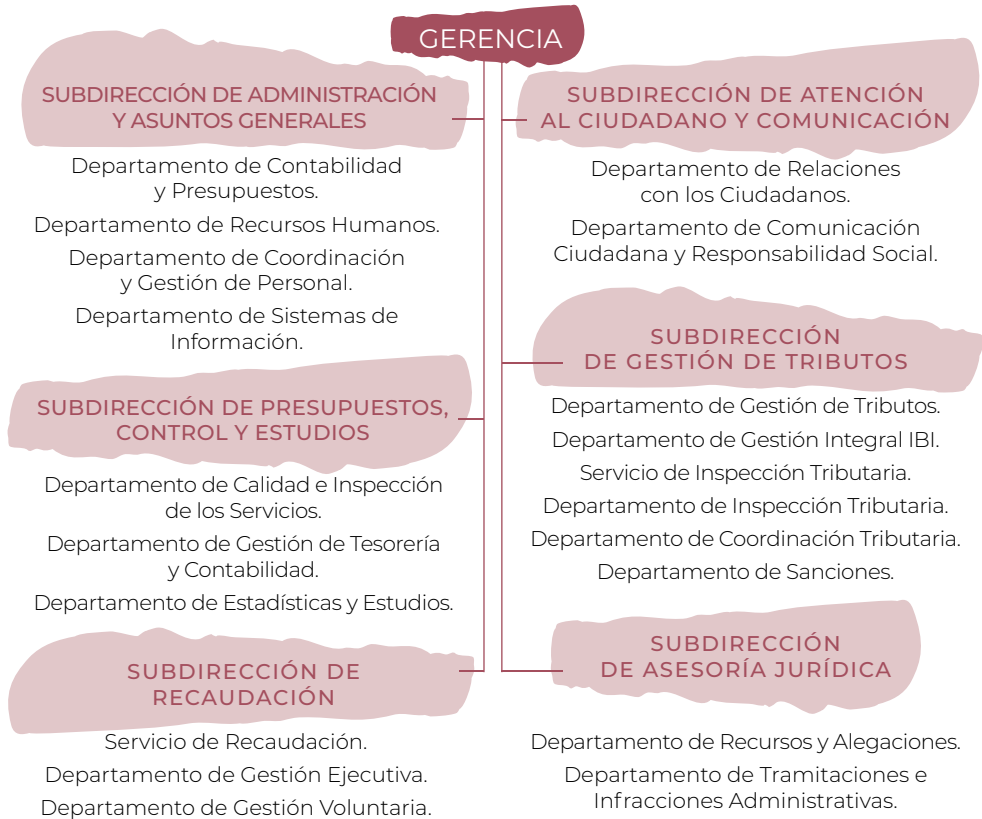 GERENCIA
SUBDIRECCIÓN DE ADMINISTRACIÓN
Y ASUNTOS GENERALES
Departamento de Contabilidad
y Presupuestos.
Departamento de Recursos Humanos.
Departamento de Coordinación
y Gestión de Personal.
Departamento de Sistemas de
Información.
SUBDIRECCIÓN DE PRESUPUESTOS,
CONTROL Y ESTUDIOS
Departamento de Calidad e Inspección
de los Servicios.
Departamento de Gestión de Tesorería
y Contabilidad.
Departamento de Estadísticas y Estudios.
SUBDIRECCIÓN DE
RECAUDACIÓN
Servicio de Recaudación.
Departamento de Gestión Ejecutiva.
Departamento de Gestión Voluntaria.
SUBDIRECCIÓN DE ATENCIÓN
AL CIUDADANO Y COMUNICACIÓN
Departamento de Relaciones
con los Ciudadanos.
Departamento de Comunicación
Ciudadana y Responsabilidad Social.
SUBDIRECCIÓN
DE GESTIÓN DE TRIBUTOS
Departamento de Gestión de Tributos.
Departamento de Gestión Integral IBI.
Servicio de Inspección Tributaria.
Departamento de Inspección Tributaria.
Departamento de Coordinación Tributaria.
Departamento de Sanciones.
SUBDIRECCIÓN
DE ASESORÍA JURÍDICA
Departamento de Recursos y Alegaciones.
Departamento de Tramitaciones e
Infracciones Administrativas.